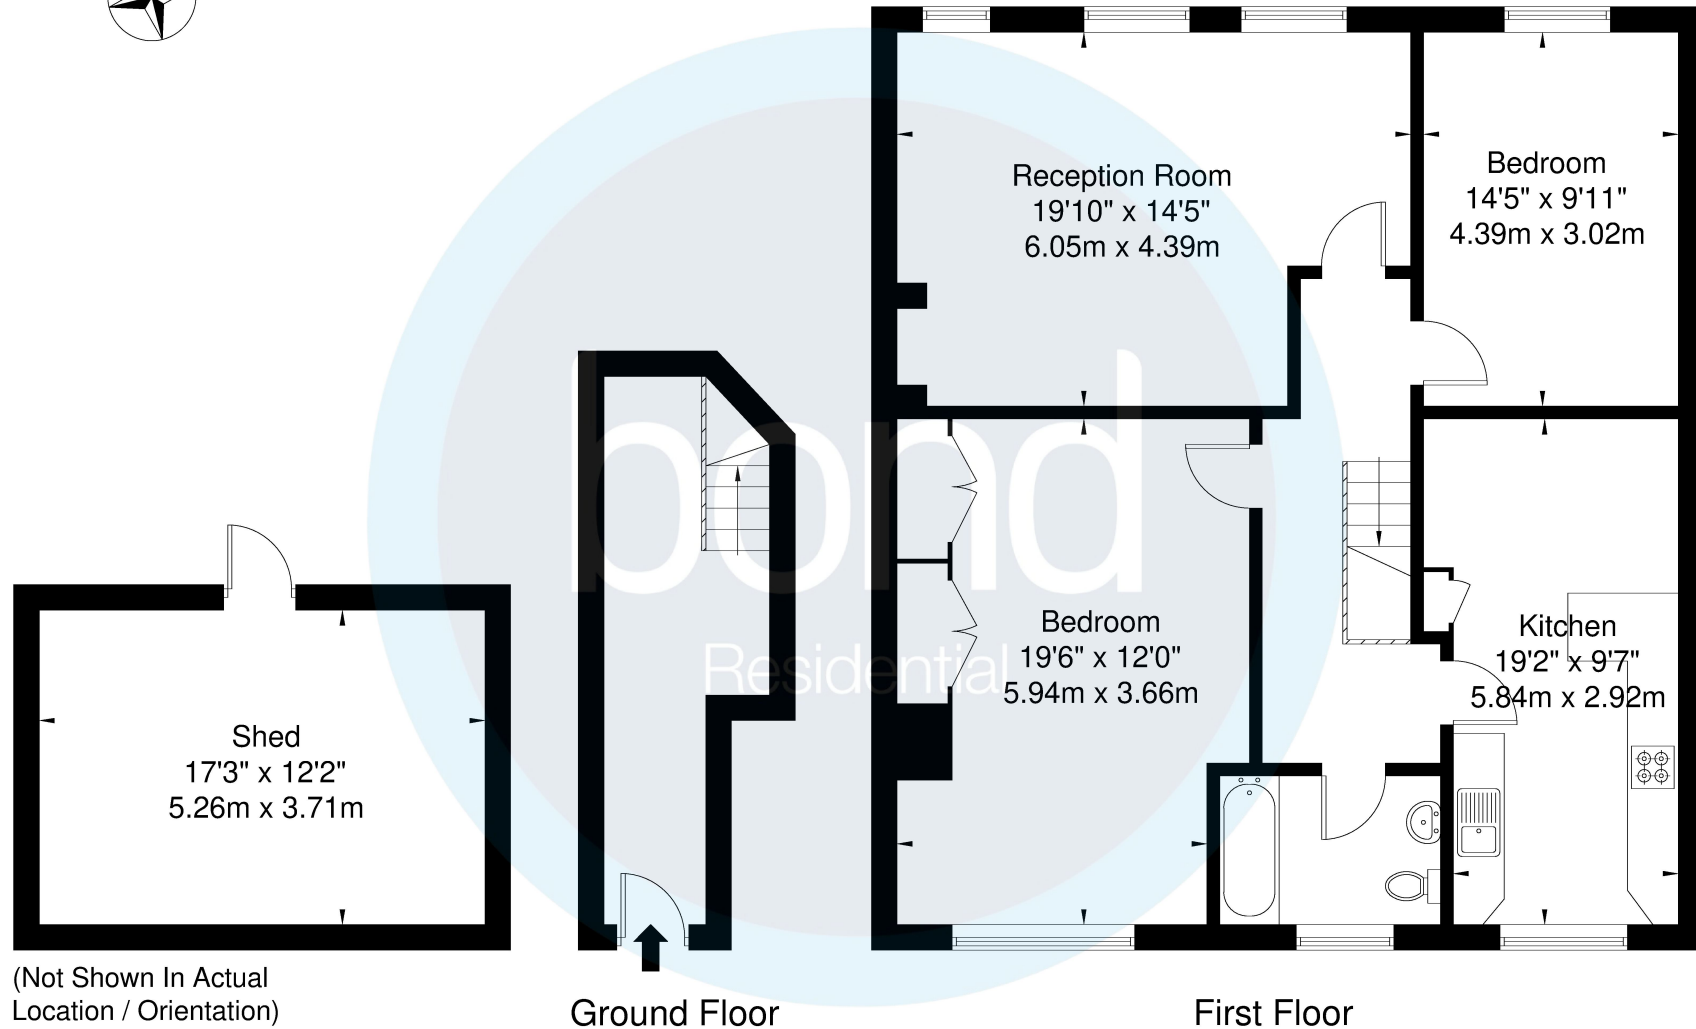 Reception Room
19'10" x 14'5"
6.05m x 4.39m
Bedroom
14'5" x 9'11"
4.39m x 3.02m
bond
Residential
Bedroom
19'6" x 12'0"
5.94m x 3.66m
Kitchen
19'2" x 9'7"
5.84m x 2.92m
Shed
17'3" x 12'2"
5.26m x 3.71m
(Not Shown In Actual
Location / Orientation)
Ground Floor
First Floor